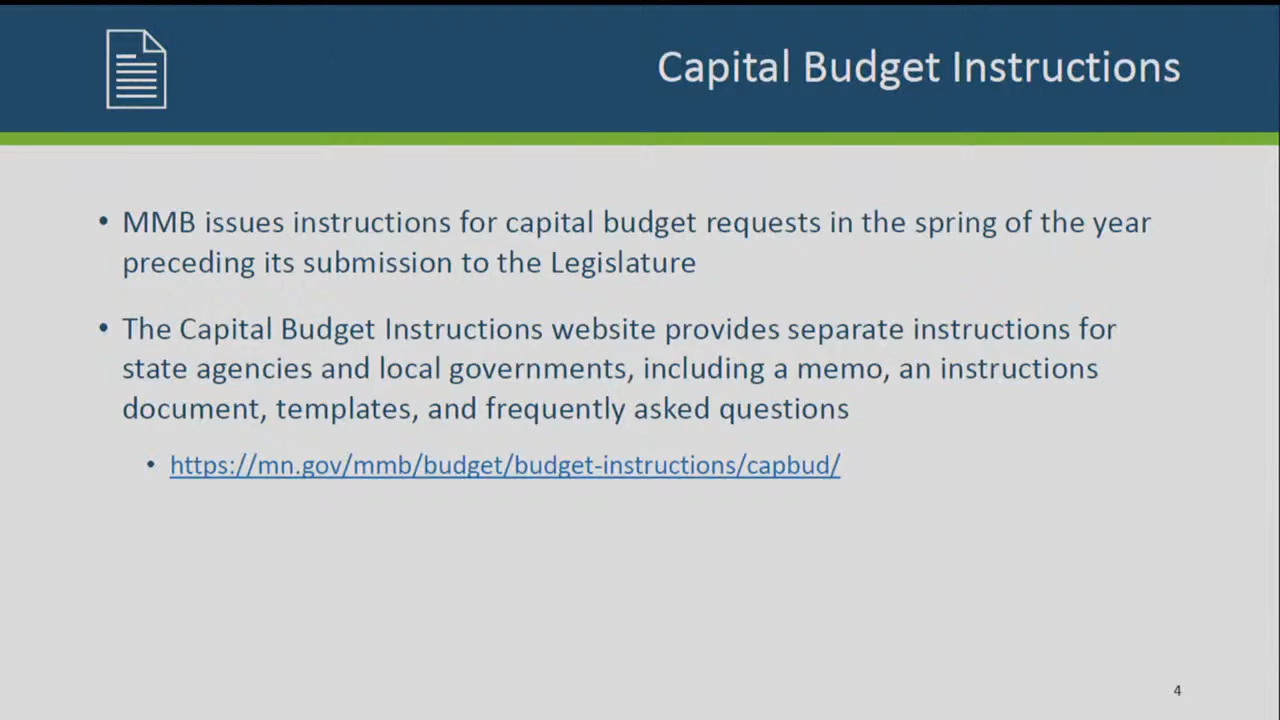 Capital Budget Instructions
• MMB issues instructions for capital budget requests in the spring of the year
preceding its submission to the Legislature
• The Capital Budget Instructions website provides separate instructions for
state agencies and local governments, including a memo, an instructions
document, templates, and frequently asked questions
• https://mn.gov/mmb/budget/budget-instructions/capbud/
4